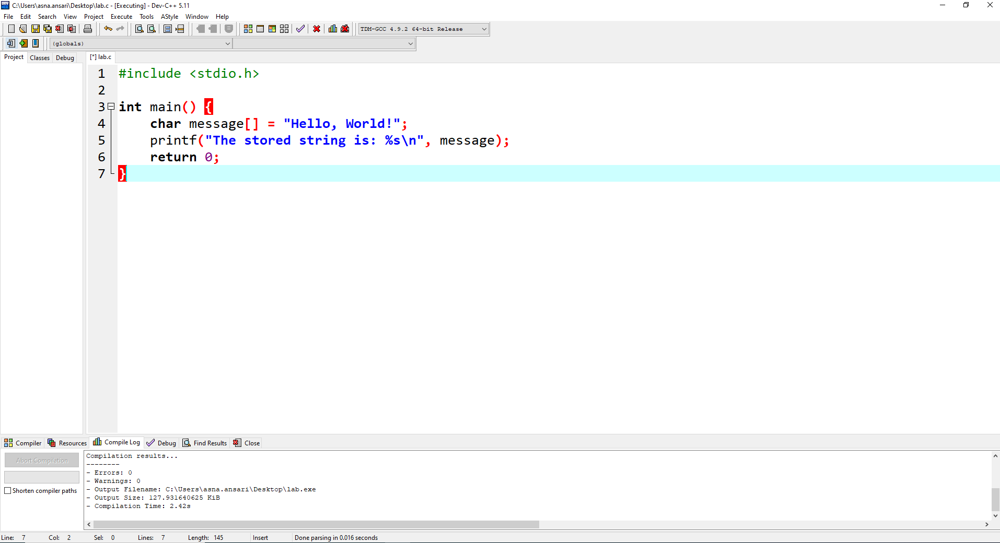 C:\Users\asna.ansari\Desktop\lab.c - [Executing] - Dev-C++ 5.11
File Edit Search View Project Execute Tools AStyle Window Help
TDM-GCC 4.9.2 64-bit Release
(globals)
Project Classes Debug [*] lab.c
1 #include <stdio.h>
2
3 int main() {
4     char message[] = "Hello, World!";
5     printf("The stored string is: %s\n", message);
6     return 0;
7 }
Compiler Resources Compile Log Debug Find Results Close
Abort Compilation
Shorten compiler paths
Compilation results...
--------
- Errors: 0
- Warnings: 0
- Output Filename: C:\Users\asna.ansari\Desktop\lab.exe
- Output Size: 127.931640625 KiB
- Compilation Time: 2.42s
Line: 7 Col: 2 Sel: 0 Lines: 7 Length: 145 Insert Done parsing in 0.016 seconds